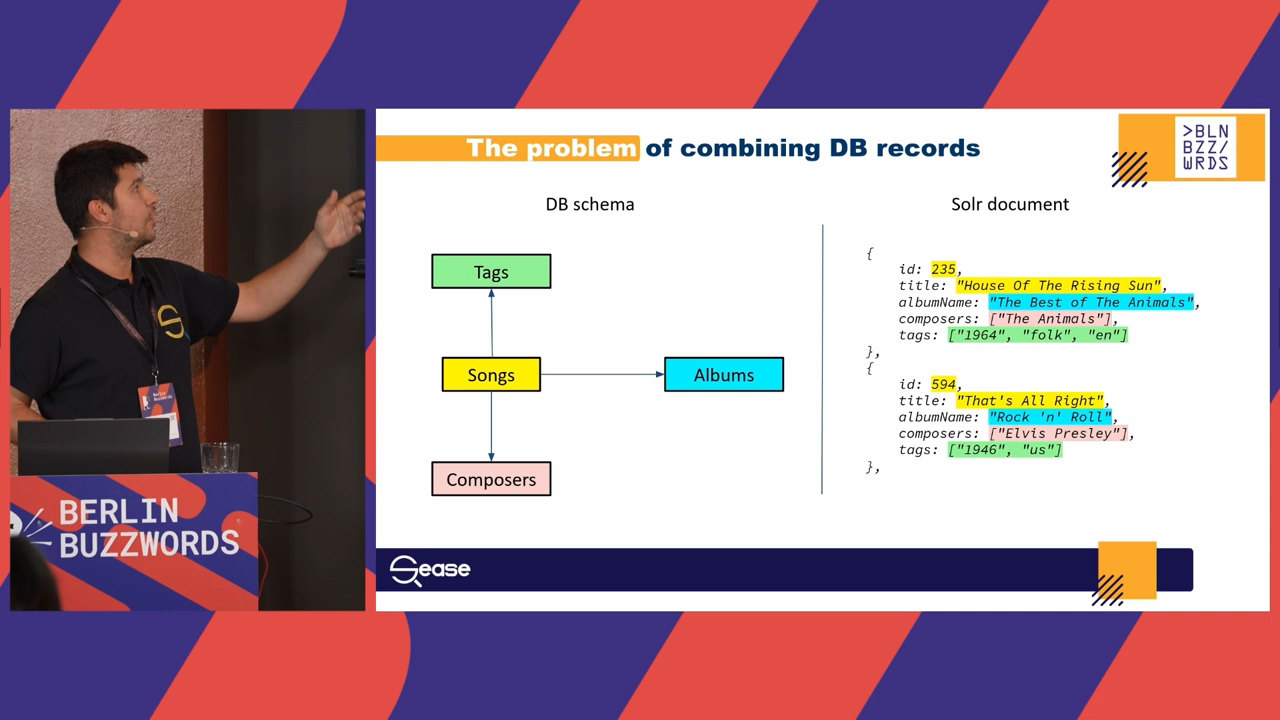 The problem of combining DB records
>BLN
BZZ/
WRDS
DB schema
Solr document
Tags
Songs
Albums
Composers
{
id: 235,
title: "House Of The Rising Sun",
albumName: "The Best of The Animals",
composers: ["The Animals"],
tags: ["1964", "folk", "en"]
},
{
id: 594,
title: "That's All Right",
albumName: "Rock 'n' Roll",
composers: ["Elvis Presley"],
tags: ["1946", "us"]
},
Sease
BERLIN
BUZZWORDS